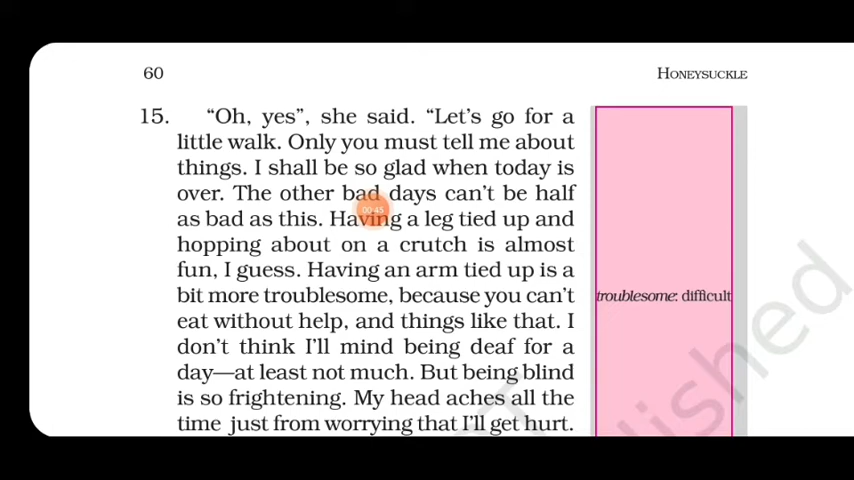 60
HONEYSUCKLE
15. “Oh, yes”, she said. “Let’s go for a
little walk. Only you must tell me about
things. I shall be so glad when today is
over. The other bad days can’t be half
as bad as this. Having a leg tied up and
hopping about on a crutch is almost
fun, I guess. Having an arm tied up is a
bit more troublesome, because you can’t
eat without help, and things like that. I
don’t think I’ll mind being deaf for a
day—at least not much. But being blind
is so frightening. My head aches all the
time just from worrying that I’ll get hurt.
troublesome: difficult
00:45